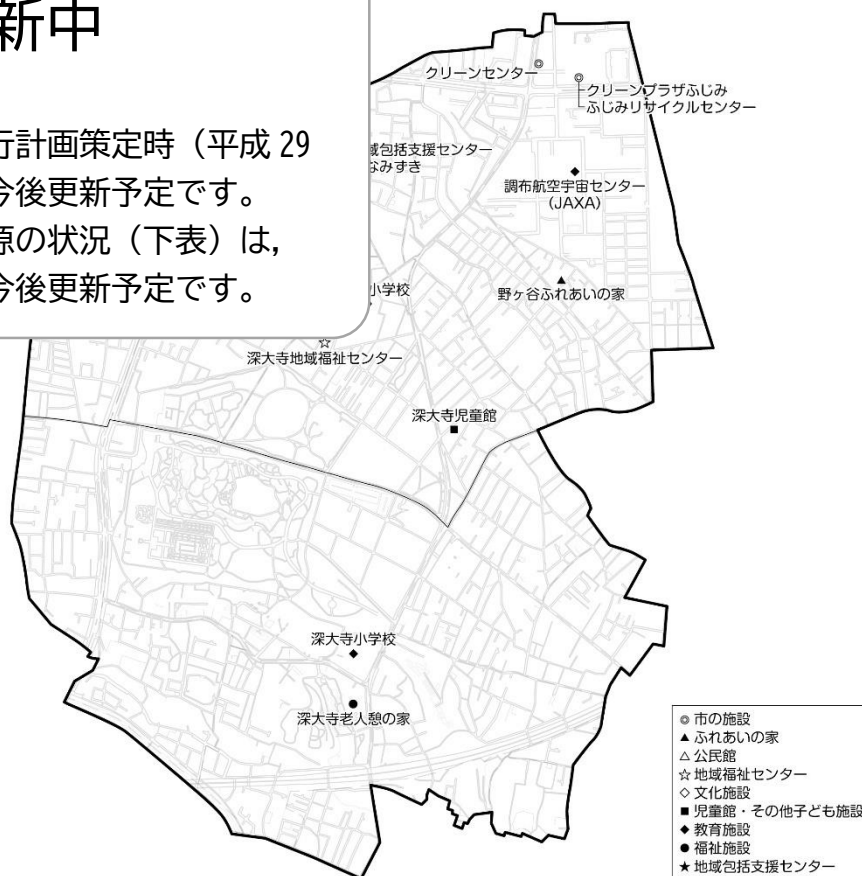 新中
行計画策定時（平成 29
今後更新予定です。
原の状況（下表）は，
今後更新予定です。
クリーンセンター
クリーンプラザふじみ
ふじみリサイクルセンター
域包括支援センター
なみずき
調布航空宇宙センター
(JAXA)
小学校
野ヶ谷ふれあいの家
深大寺地域福祉センター
深大寺児童館
深大寺小学校
深大寺老人憩の家
◎ 市の施設
▲ ふれあいの家
△ 公民館
☆ 地域福祉センター
◇ 文化施設
■ 児童館・その他子ども施設
◆ 教育施設
● 福祉施設
★ 地域包括支援センター